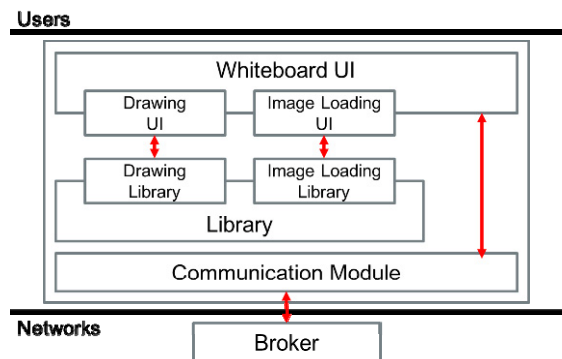 Users
Whiteboard UI
Drawing
UI
Image Loading
UI
Drawing
Library
Image Loading
Library
Library
Communication Module
Networks
Broker